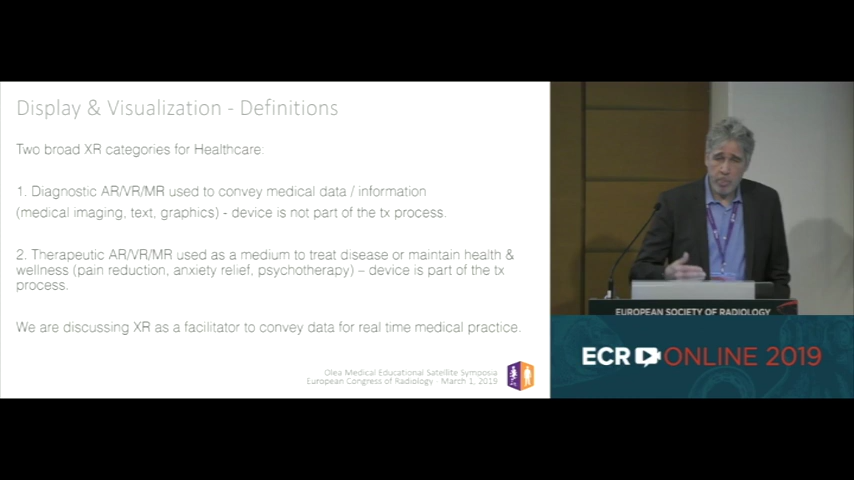 Display & Visualization - Definitions
Two broad XR categories for Healthcare:
1. Diagnostic AR/VR/MR used to convey medical data / information
(medical imaging, text, graphics) - device is not part of the tx process.
2. Therapeutic AR/VR/MR used as a medium to treat disease or maintain health &
wellness (pain reduction, anxiety relief, psychotherapy) – device is part of the tx
process.
We are discussing XR as a facilitator to convey data for real time medical practice.
Olea Medical Educational Satellite Symposia
European Congress of Radiology - March 1, 2019
EUROPEAN SOCIETY OF RADIOLOGY
ECR ONLINE 2019